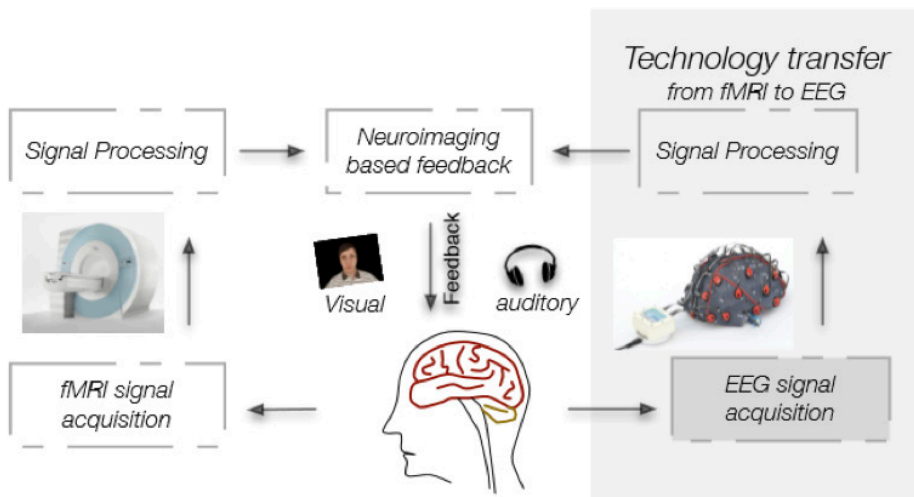 Technology transfer
from fMRI to EEG
Signal Processing
Neuroimaging
based feedback
Signal Processing
Feedback
Visual
auditory
fMRI signal
acquisition
EEG signal
acquisition